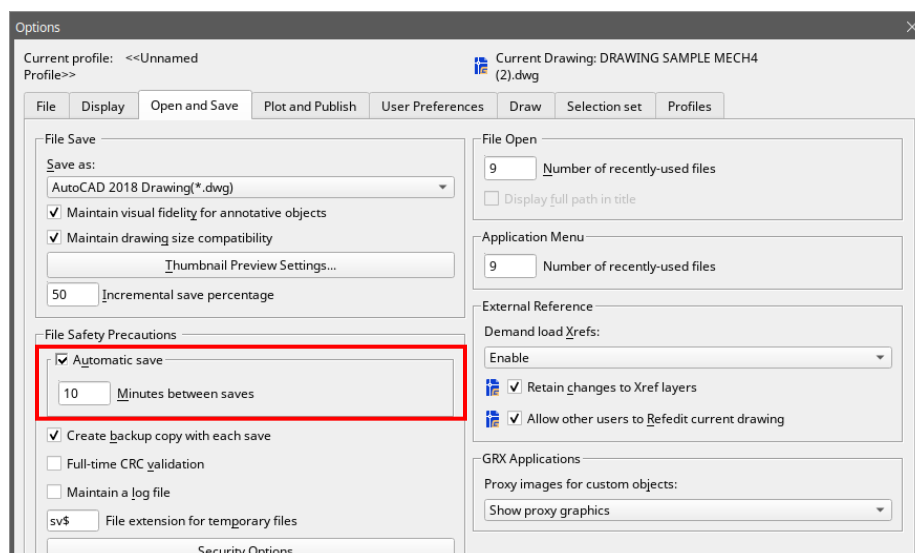 Options
Current profile: <<Unnamed
Profile>>
Current Drawing: DRAWING SAMPLE MECH4
(2).dwg
File Display Open and Save Plot and Publish User Preferences Draw Selection set Profiles
File Save
Save as:
AutoCAD 2018 Drawing(*.dwg)
Maintain visual fidelity for annotative objects
Maintain drawing size compatibility
Thumbnail Preview Settings...
50 Incremental save percentage
File Safety Precautions
Automatic save
10 Minutes between saves
Create backup copy with each save
Full-time CRC validation
Maintain a log file
sv$ File extension for temporary files
Security Options
File Open
9 Number of recently-used files
Display full path in title
Application Menu
9 Number of recently-used files
External Reference
Demand load Xrefs:
Enable
Retain changes to Xref layers
Allow other users to Refedit current drawing
GRX Applications
Proxy images for custom objects:
Show proxy graphics